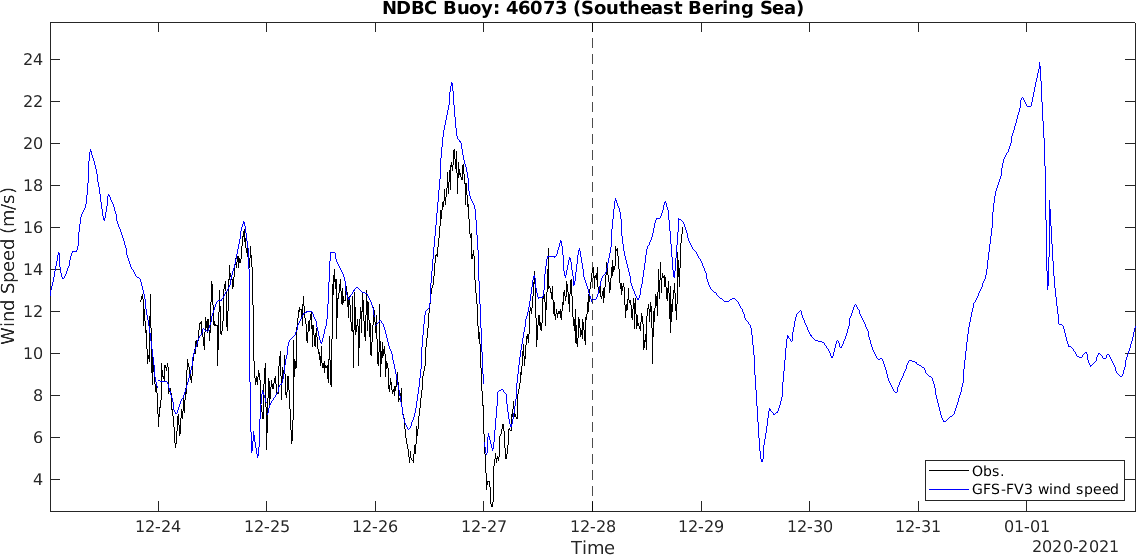 NDBC Buoy: 46073 (Southeast Bering Sea)
Wind Speed (m/s)
24
22
20
18
16
14
12
10
8
6
4
Obs.
GFS-FV3 wind speed
12-24 12-25 12-26 12-27 12-28 12-29 12-30 12-31 01-01
Time
2020-2021